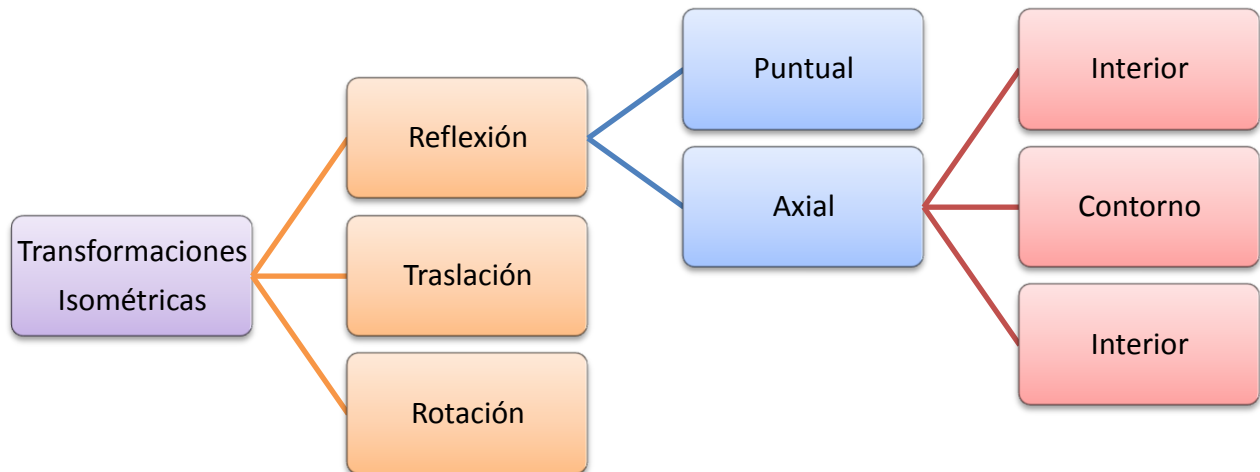 Transformaciones
Isométricas
Reflexión
Traslación
Rotación
Puntual
Axial
Interior
Contorno
Interior